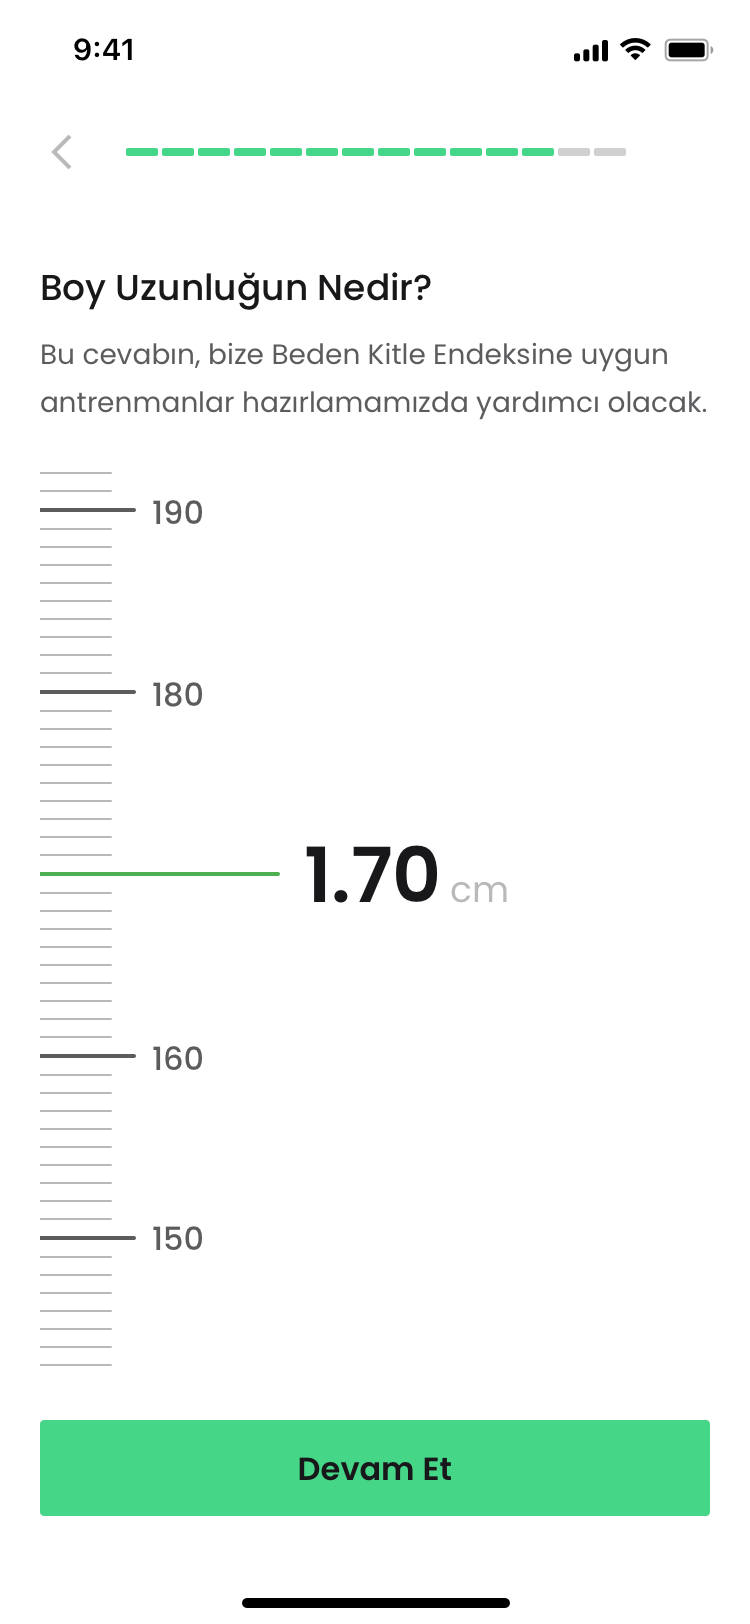 9:41
Boy Uzunluğun Nedir?
Bu cevabın, bize Beden Kitle Endeksine uygun
antrenmanlar hazırlamamızda yardımcı olacak.
190
180
1.70 cm
160
150
Devam Et